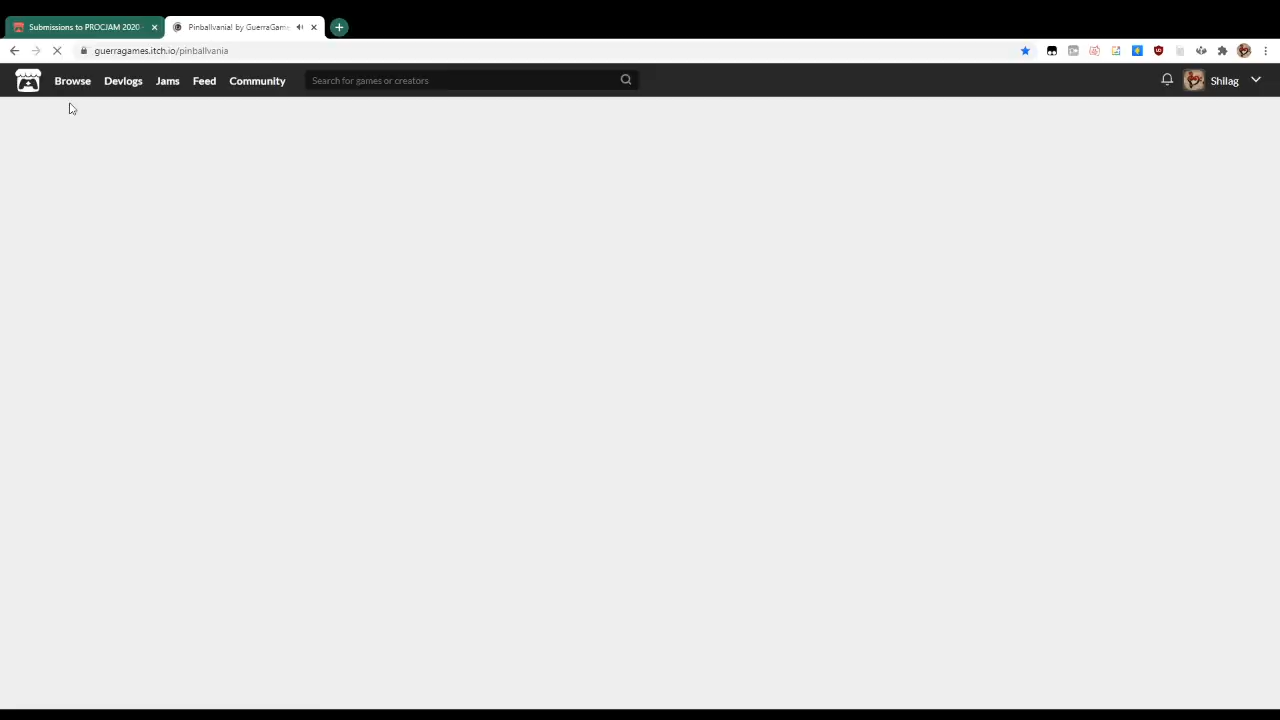 Submissions to PROCJAM 2020 -
Pinballvania! by GuerraGame
guerragames.itch.io/pinballvania
Browse Devlogs Jams Feed Community Search for games or creators Shilag